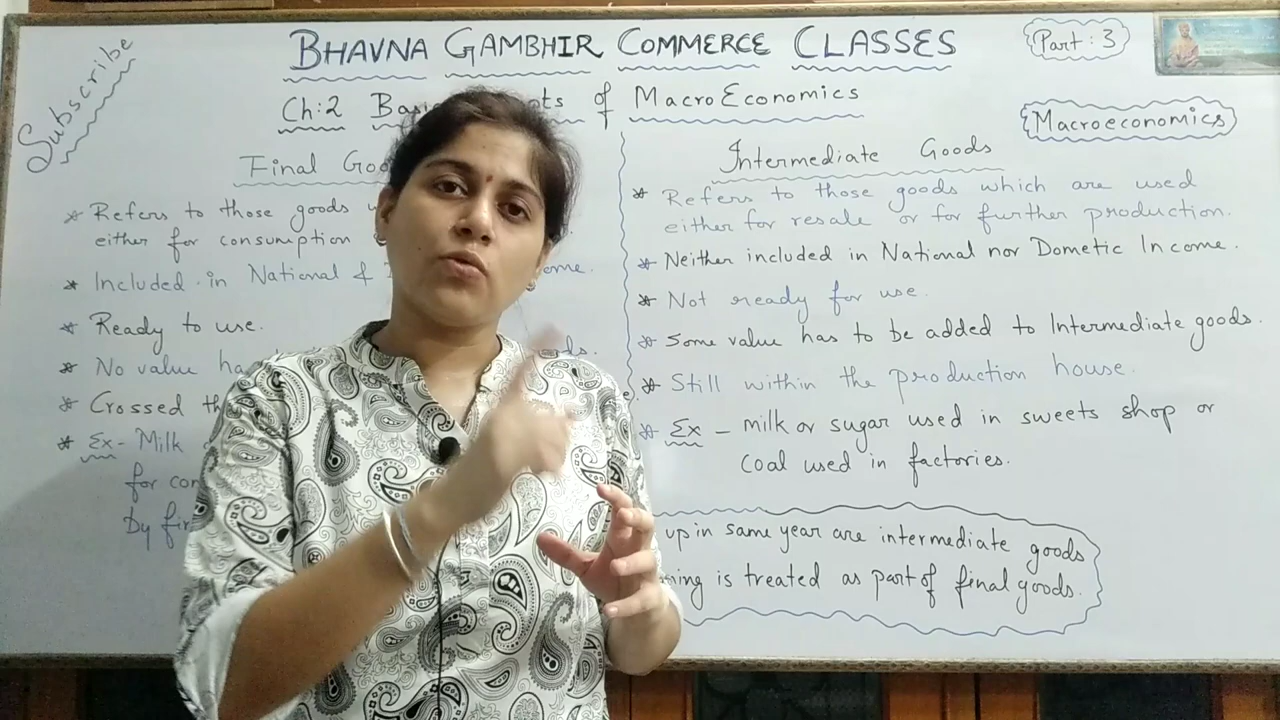 Subscribe
BHAVNA GAMBHIR COMMERCE CLASSES
Part: 3
Ch:2 of MacroEconomics
Macroeconomics
Final
Refers to those goods
either for consumption
Included in National &
Ready to use.
No value
Crossed
Ex- Milk
for
by
Intermediate Goods
Refers to those goods which are used
either for resale or for further production.
Neither included in National nor Dometic Income.
Not ready for use.
Some value has to be added to Intermediate goods.
Still within the production house.
Ex – milk or sugar used in sweets shop or
coal used in factories.
up in same year are intermediate goods
is treated as part of final goods.